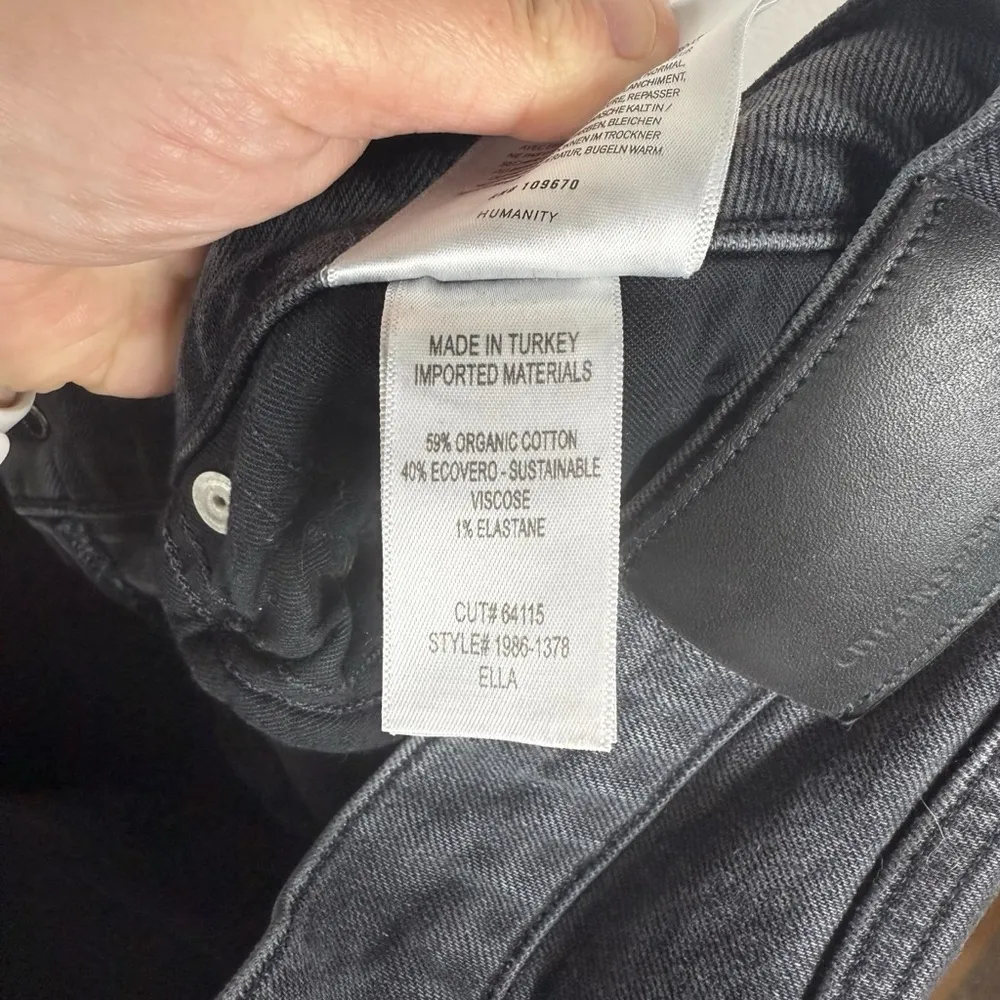 NORMAL,
REPASSER
KALT IN /
BLEICHEN
IM TROCKNER
BUGELN WARM
109670
HUMANITY
MADE IN TURKEY
IMPORTED MATERIALS
59% ORGANIC COTTON
40% ECOVERO - SUSTAINABLE
VISCOSE
1% ELASTANE
CUT# 64115
STYLE# 1986-1378
ELLA